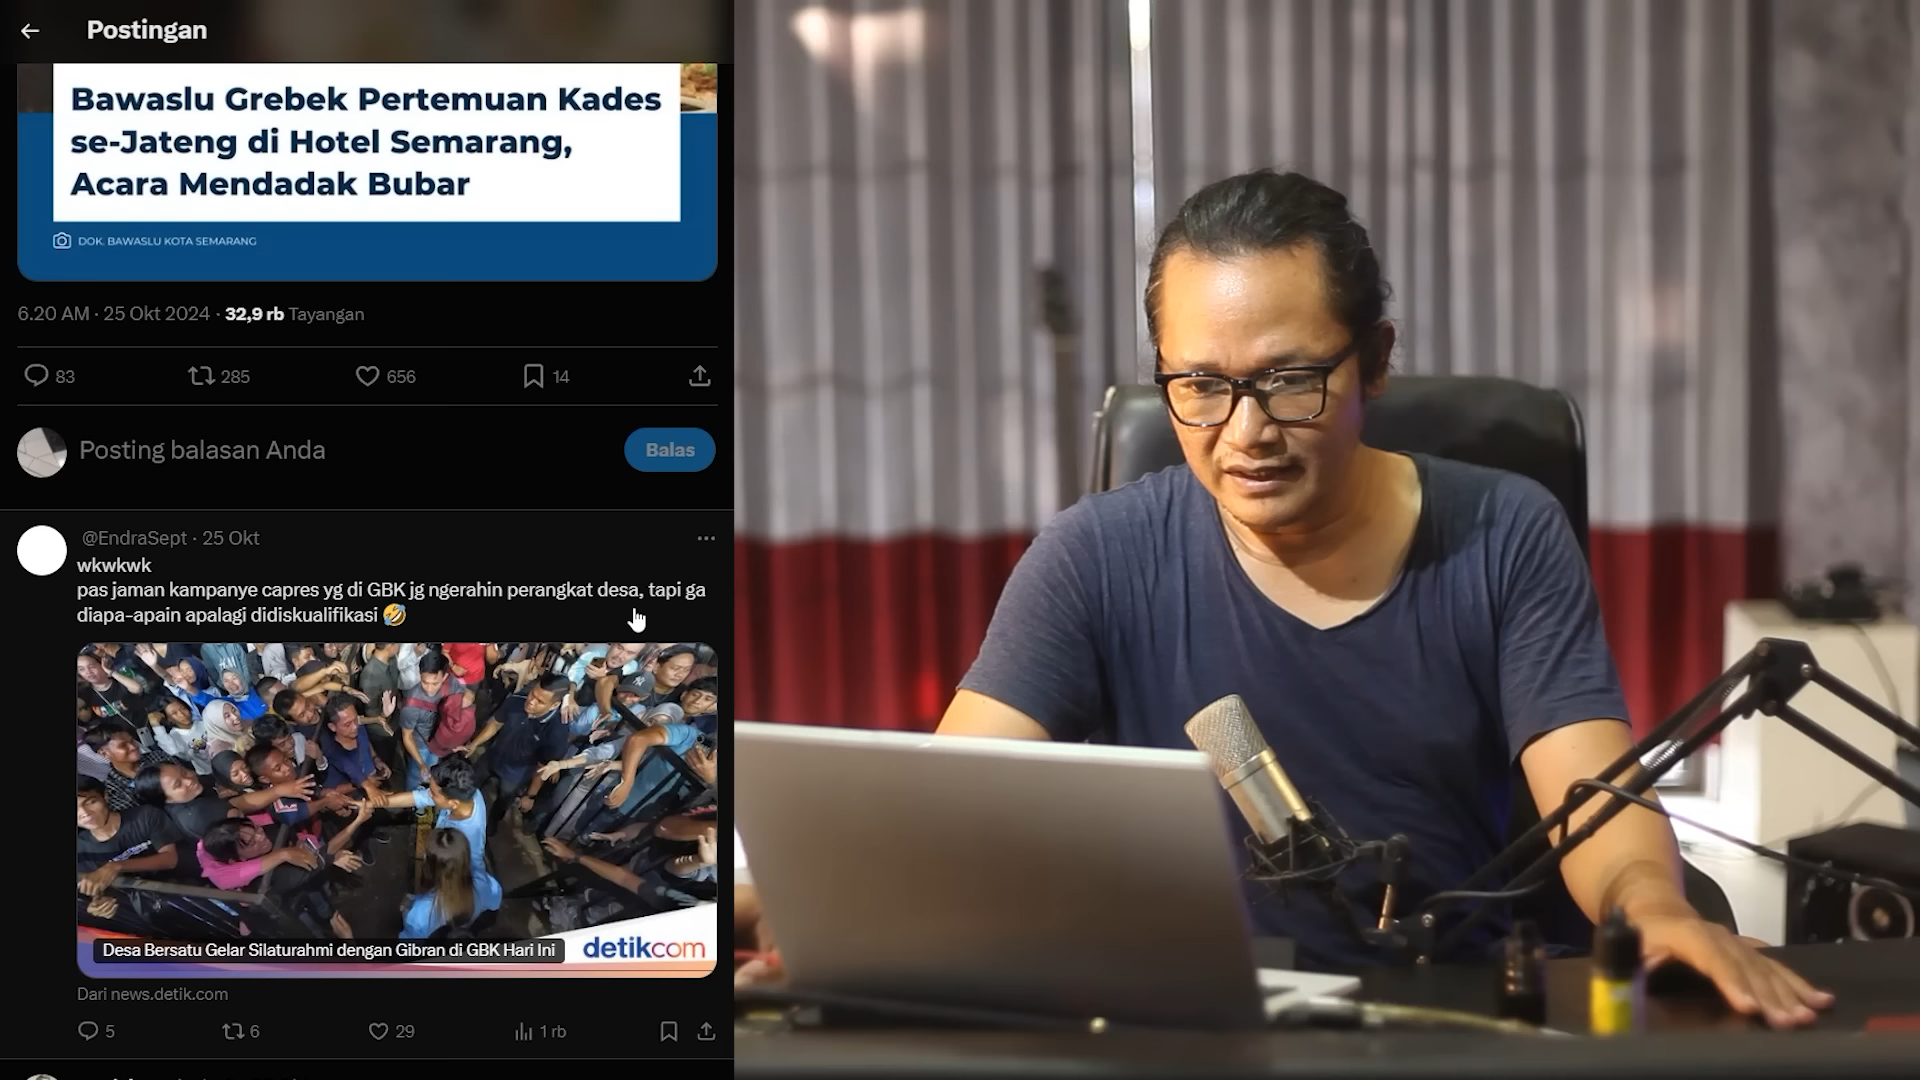 Postingan
Bawaslu Grebek Pertemuan Kades
se-Jateng di Hotel Semarang,
Acara Mendadak Bubar
DOK. BAWASLU KOTA SEMARANG
6.20 AM · 25 Okt 2024 · 32,9 rb Tayangan
83 285 656 14
Posting balasan Anda
Balas
@EndraSept · 25 Okt
wkwkwk
pas jaman kampanye capres yg di GBK jg ngerahin perangkat desa, tapi ga
diapa-apain apalagi didiskualifikasi 🤣
Desa Bersatu Gelar Silaturahmi dengan Gibran di GBK Hari Ini
detikcom
Dari news.detik.com
5 6 29 1 rb